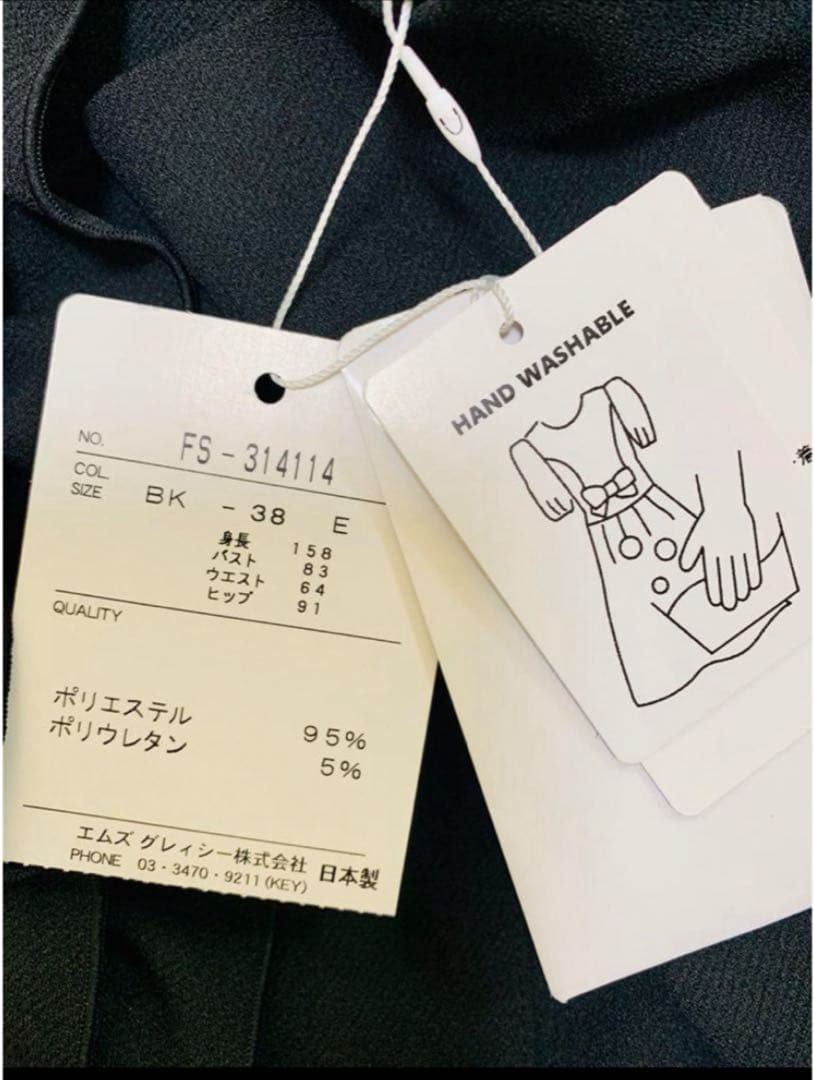 NO. FS-314114
COL.
SIZE BK -38 E
身長 158
バスト 83
ウエスト 64
ヒップ 91
QUALITY
ポリエステル 95%
ポリウレタン 5%
エムズ グレィシー株式会社 日本製
PHONE 03・3470・9211(KEY)
HAND WASHABLE